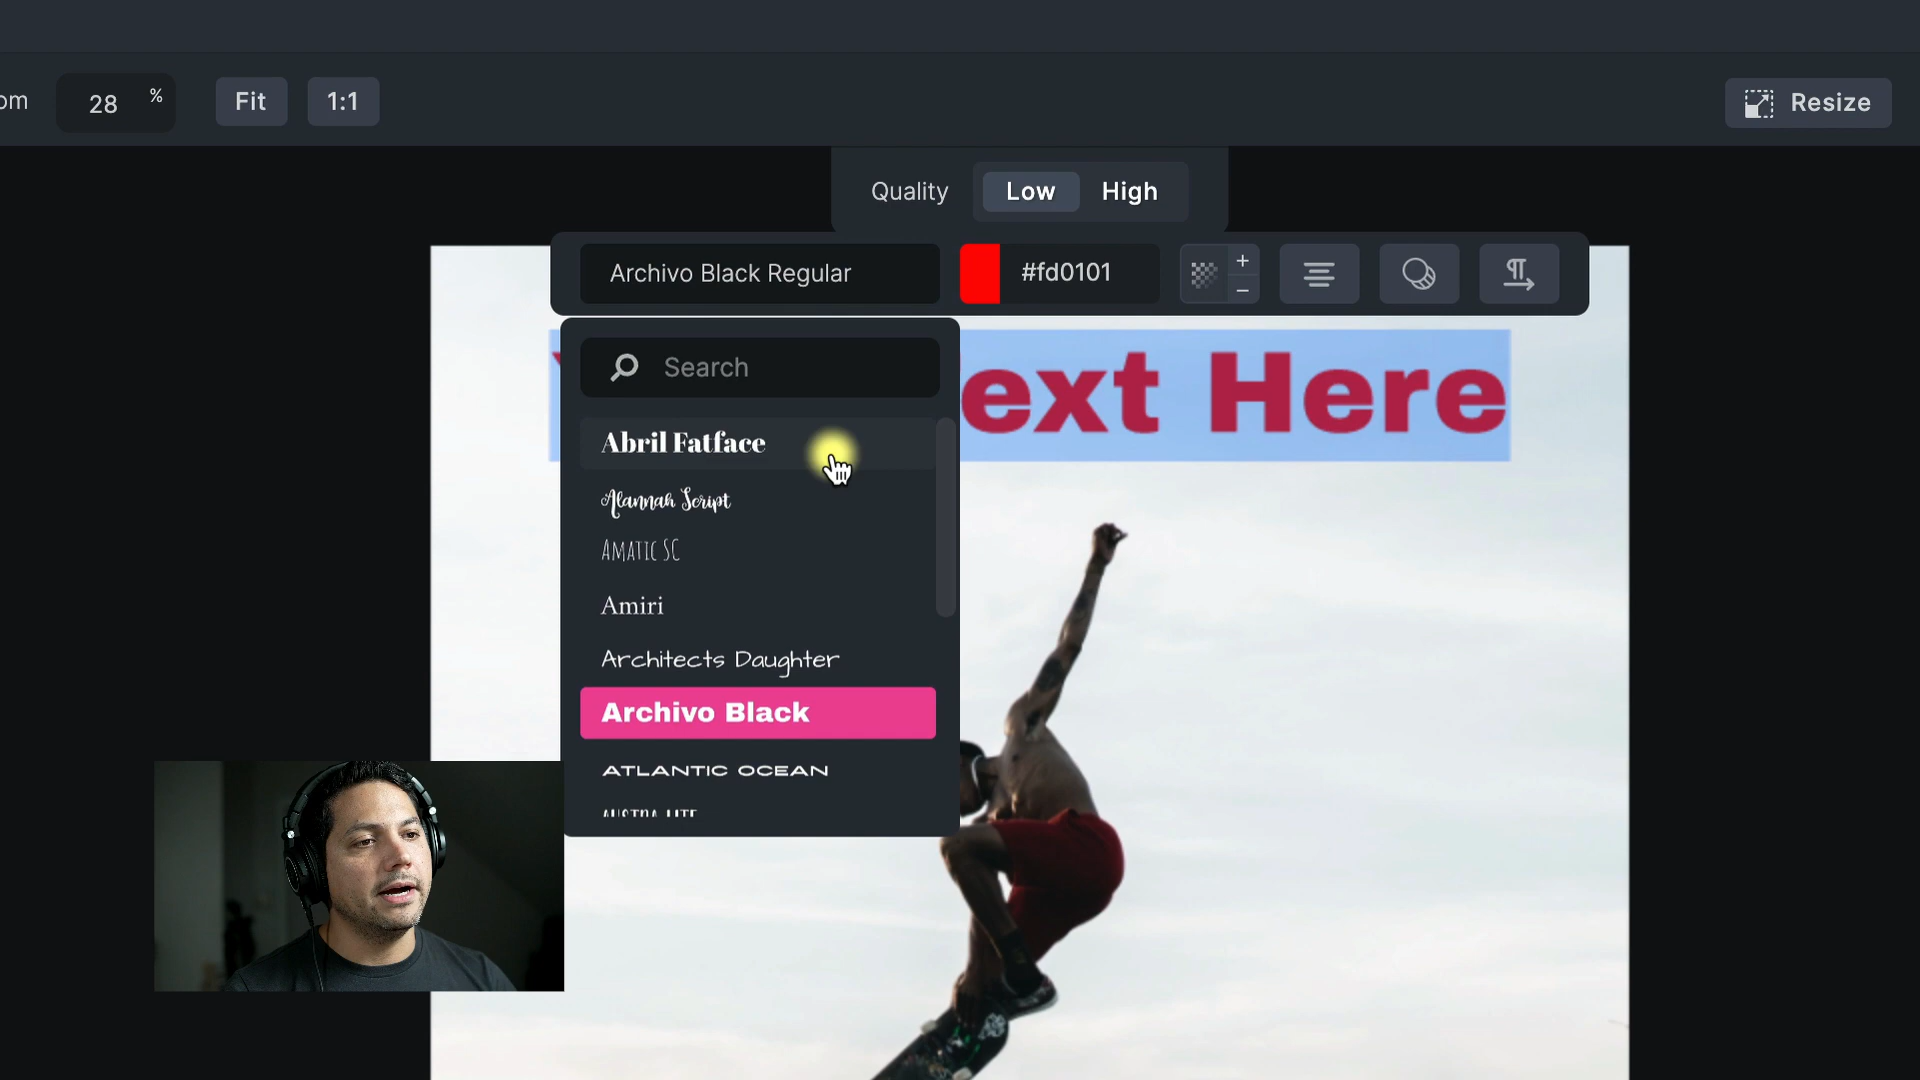 om 28 % Fit 1:1 Resize
Quality Low High
Archivo Black Regular #fd0101 + −
Search
ext Here
Abril Fatface
Alannah Script
Amatic SC
Amiri
Architects Daughter
Archivo Black
ATLANTIC OCEAN